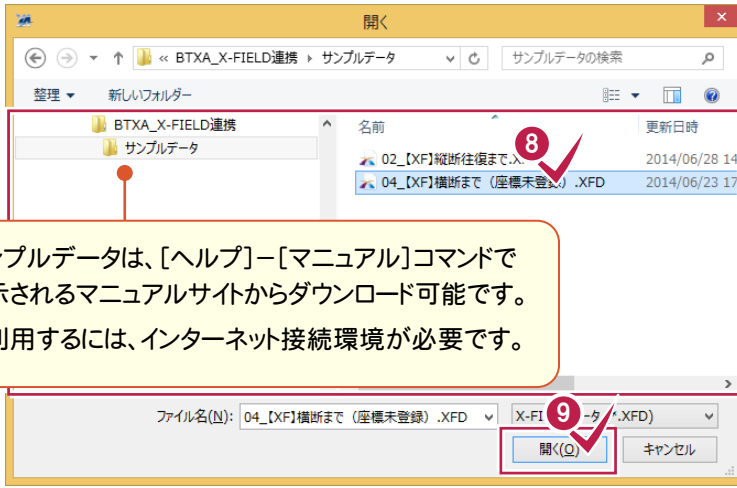 開く
« BTXA_X-FIELD連携 ▸ サンプルデータ
サンプルデータの検索
整理 ▼ 新しいフォルダー
BTXA_X-FIELD連携
サンプルデータ
名前 更新日時
02_【XF】縦断往復まで.X 2014/06/28 14
04_【XF】横断まで（座標未登録）.XFD 2014/06/23 17
8
ンプルデータは、［ヘルプ］－［マニュアル］コマンドで
示されるマニュアルサイトからダウンロード可能です。
利用するには、インターネット接続環境が必要です。
ファイル名(N): 04_【XF】横断まで（座標未登録）.XFD
X-FI ータ .XFD)
9
開く(O) キャンセル